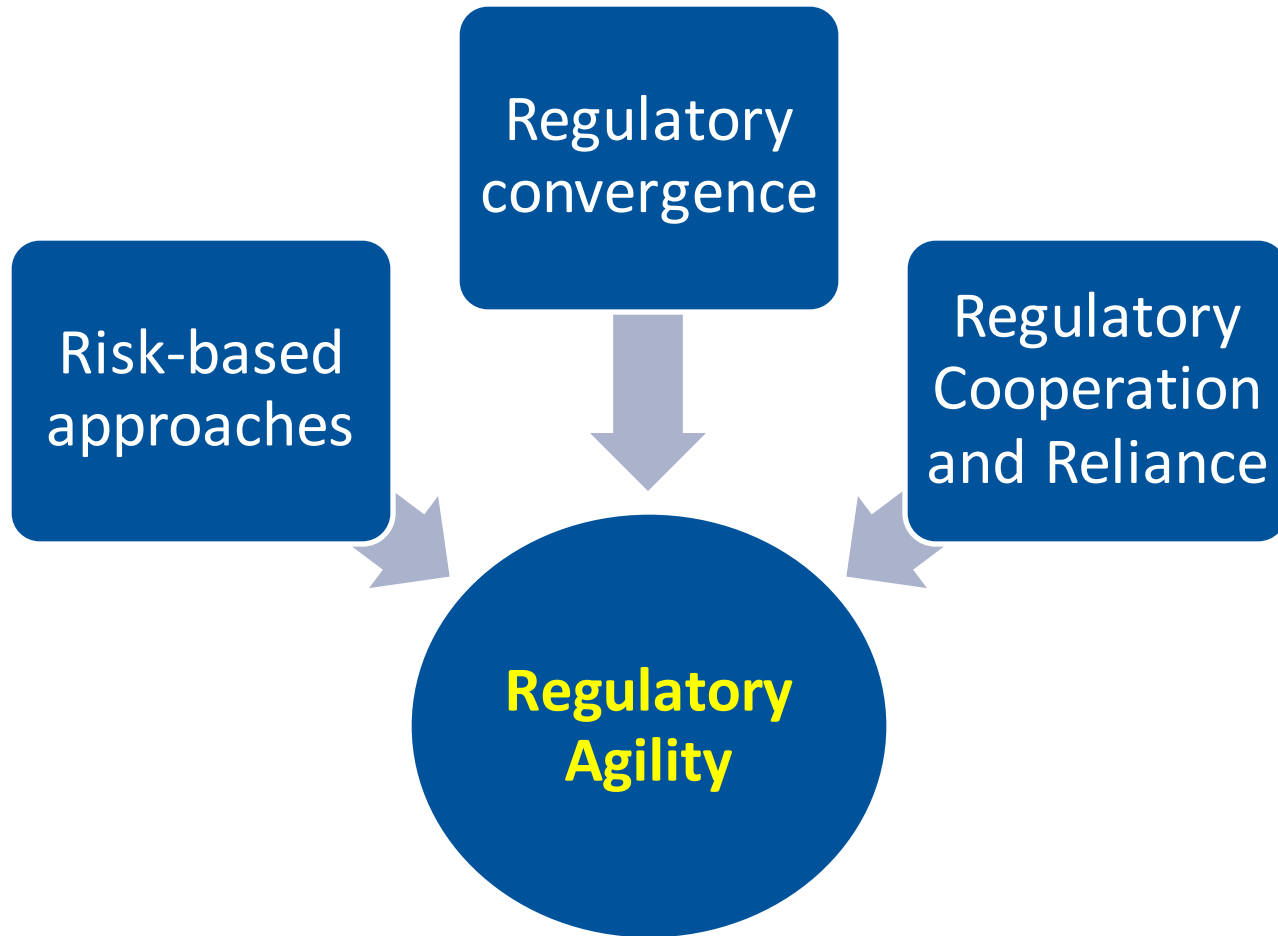 Regulatory
convergence
Risk-based
approaches
Regulatory
Cooperation
and Reliance
Regulatory
Agility